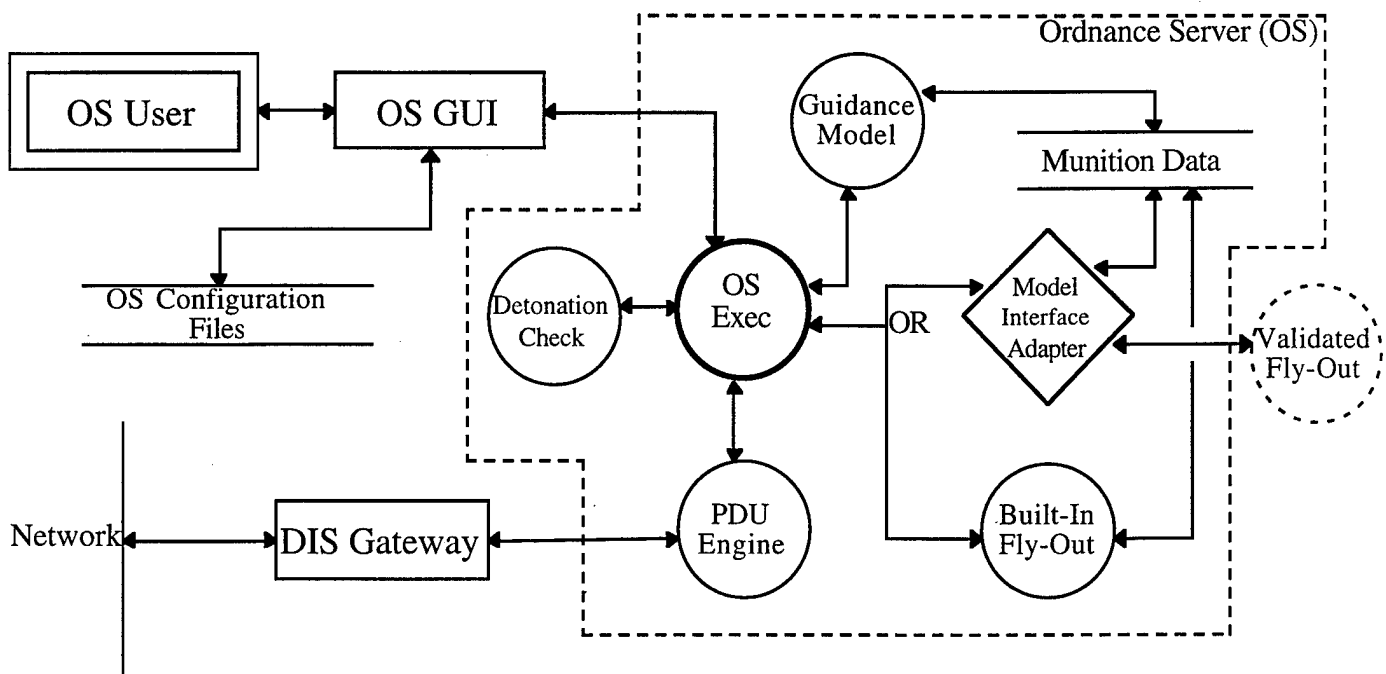 Ordnance Server (OS)
OS User
OS GUI
Guidance
Model
Munition Data
OS Configuration
Files
Detonation
Check
OS
Exec
OR
Model
Interface
Adapter
Validated
Fly-Out
Network
DIS Gateway
PDU
Engine
Built-In
Fly-Out